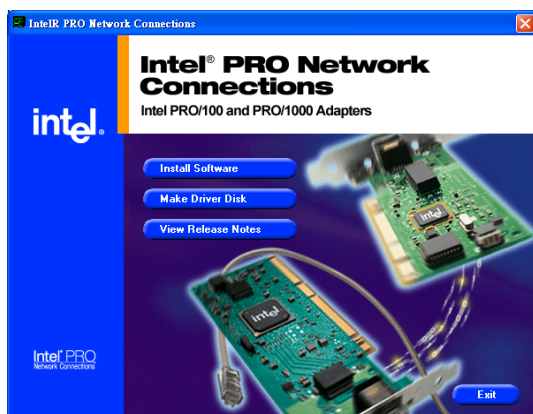 IntelR PRO Network Connections
Intel® PRO Network
Connections
Intel PRO/100 and PRO/1000 Adapters
intel.
Install Software
Make Driver Disk
View Release Notes
intel
intel
Intel® PRO
Network Connections
Exit